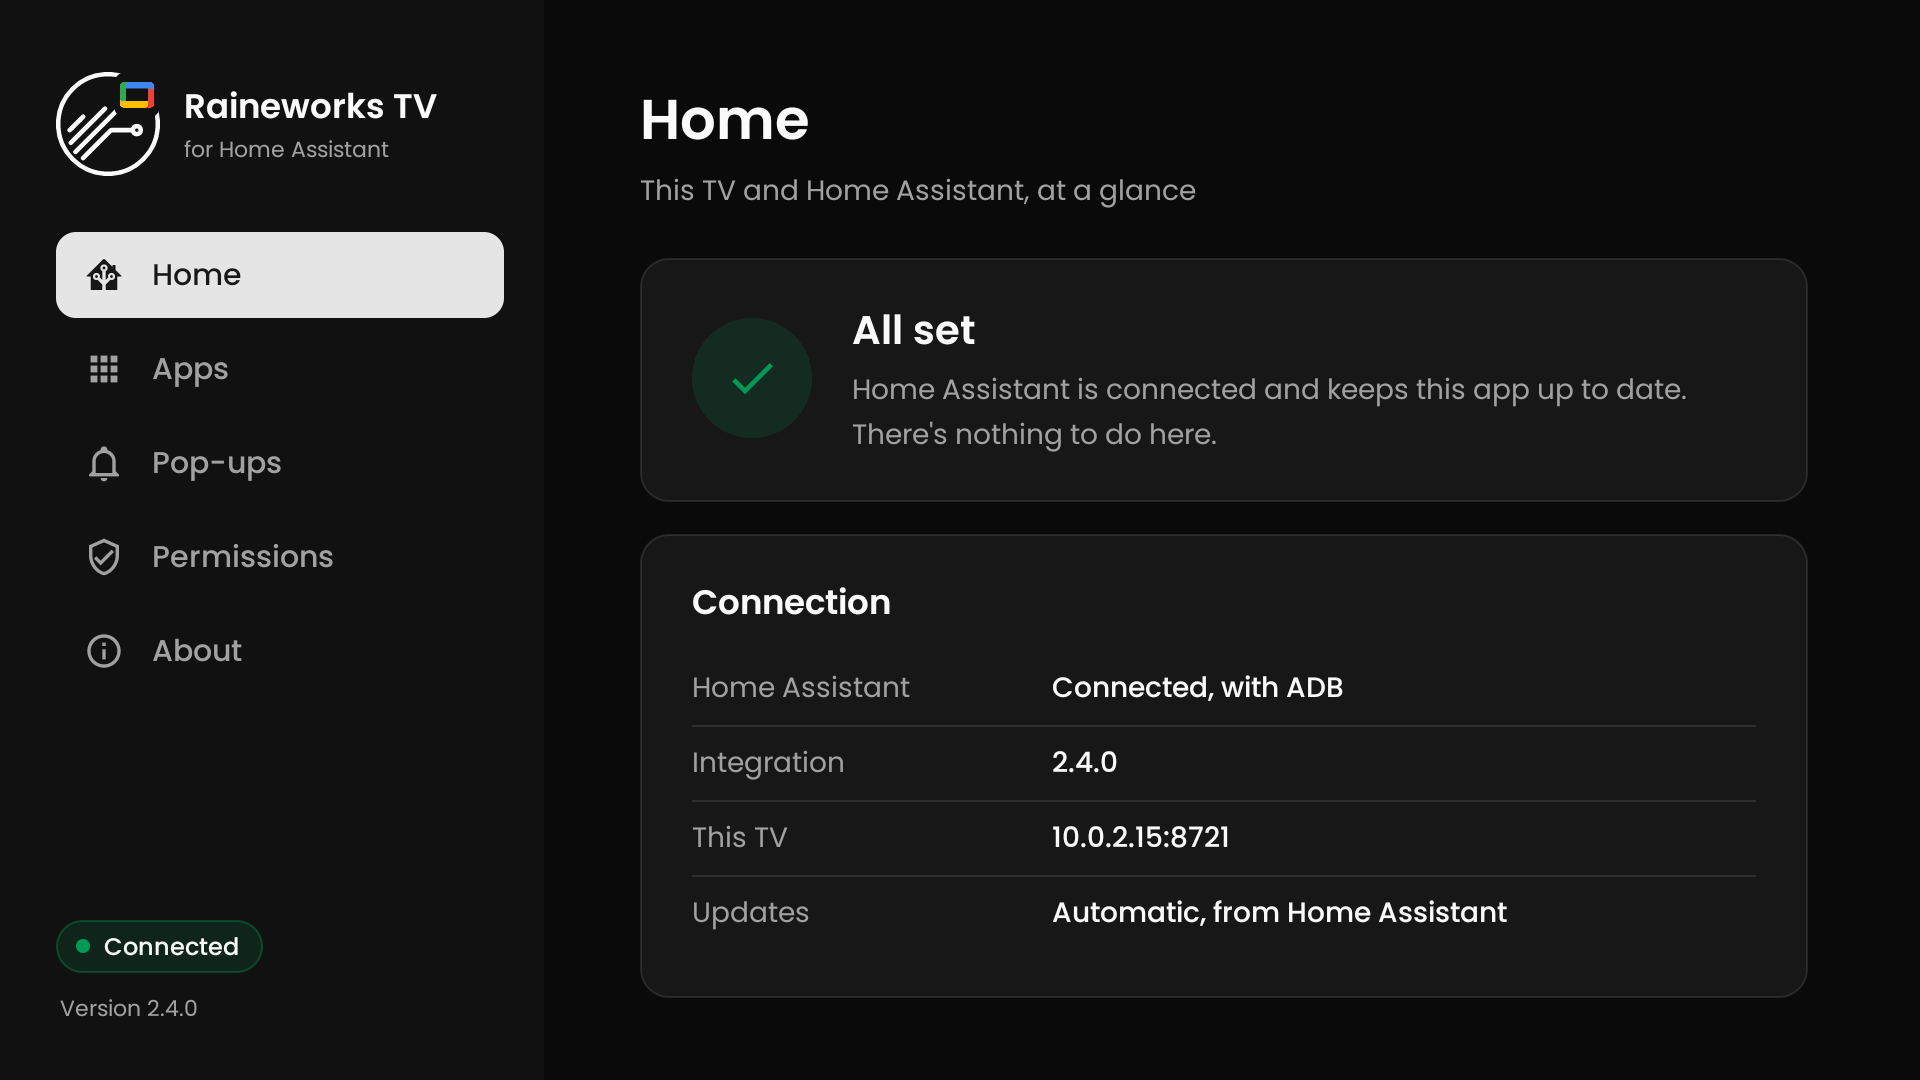 Raineworks TV
for Home Assistant
Home
Apps
Pop-ups
Permissions
About
Connected
Version 2.4.0
Home
This TV and Home Assistant, at a glance
All set
Home Assistant is connected and keeps this app up to date.
There's nothing to do here.
Connection
Home Assistant Connected, with ADB
Integration 2.4.0
This TV 10.0.2.15:8721
Updates Automatic, from Home Assistant